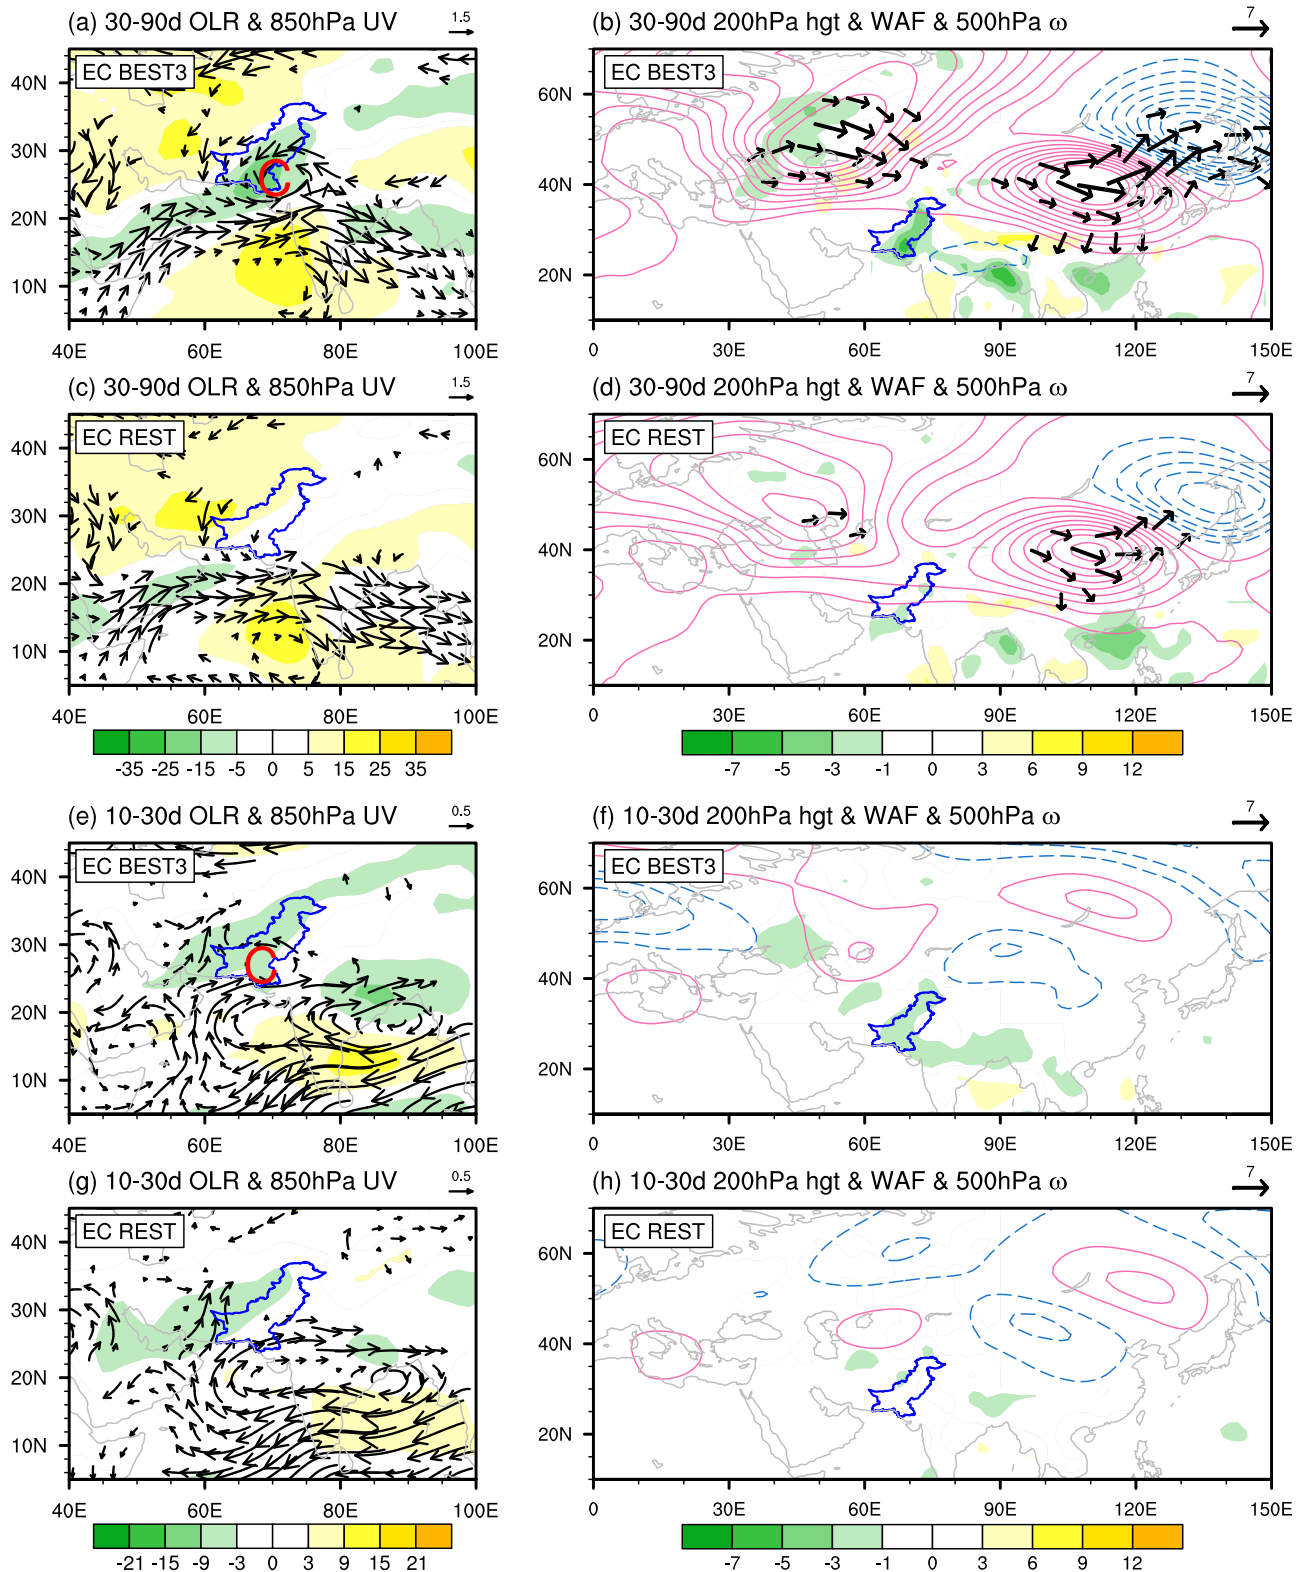 (a) 30-90d OLR & 850hPa UV
1.5
(b) 30-90d 200hPa hgt & WAF & 500hPa ω
7
EC BEST3
40N
30N
20N
10N
C
40E 60E 80E 100E
EC BEST3
60N
40N
20N
0 30E 60E 90E 120E 150E
(c) 30-90d OLR & 850hPa UV
1.5
(d) 30-90d 200hPa hgt & WAF & 500hPa ω
7
EC REST
40N
30N
20N
10N
40E 60E 80E 100E
EC REST
60N
40N
20N
0 30E 60E 90E 120E 150E
-35 -25 -15 -5 0 5 15 25 35
-7 -5 -3 -1 0 3 6 9 12
(e) 10-30d OLR & 850hPa UV
0.5
(f) 10-30d 200hPa hgt & WAF & 500hPa ω
7
EC BEST3
40N
30N
20N
10N
C
40E 60E 80E 100E
EC BEST3
60N
40N
20N
0 30E 60E 90E 120E 150E
(g) 10-30d OLR & 850hPa UV
0.5
(h) 10-30d 200hPa hgt & WAF & 500hPa ω
7
EC REST
40N
30N
20N
10N
40E 60E 80E 100E
EC REST
60N
40N
20N
0 30E 60E 90E 120E 150E
-21 -15 -9 -3 0 3 9 15 21
-7 -5 -3 -1 0 3 6 9 12